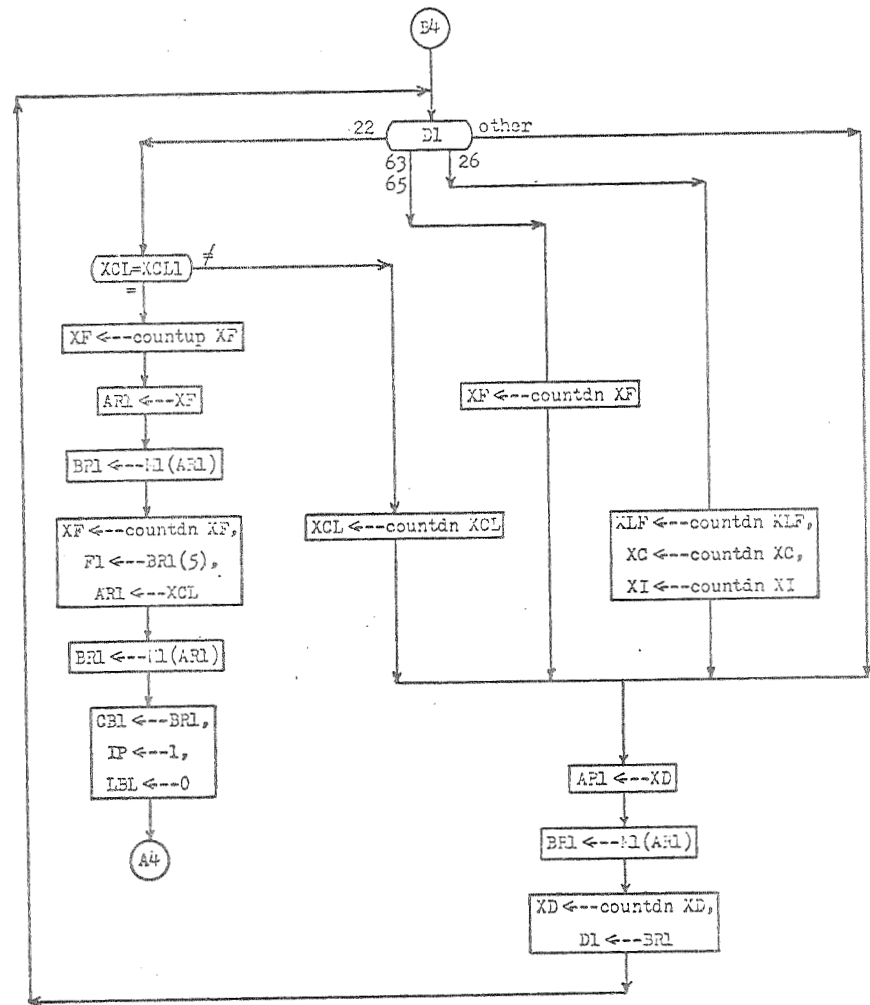 B4
22
D1
other
63
65
26
XCL=XCL1
≠
=
XF<---countup XF
AR1<---XF
BR1<---M1(AR1)
XF<---countdn XF,
F1<---BR1(5),
AR1<---XCL
BR1<---M1(AR1)
CB1<---BR1,
IP<---1,
LBL<---0
A4
XCL<---countdn XCL
XF<---countdn XF
XLF<---countdn XLF,
XC<---countdn XC,
XI<---countdn XI
AR1<---XD
BR1<---M1(AR1)
XD<---countdn XD,
D1<---BR1